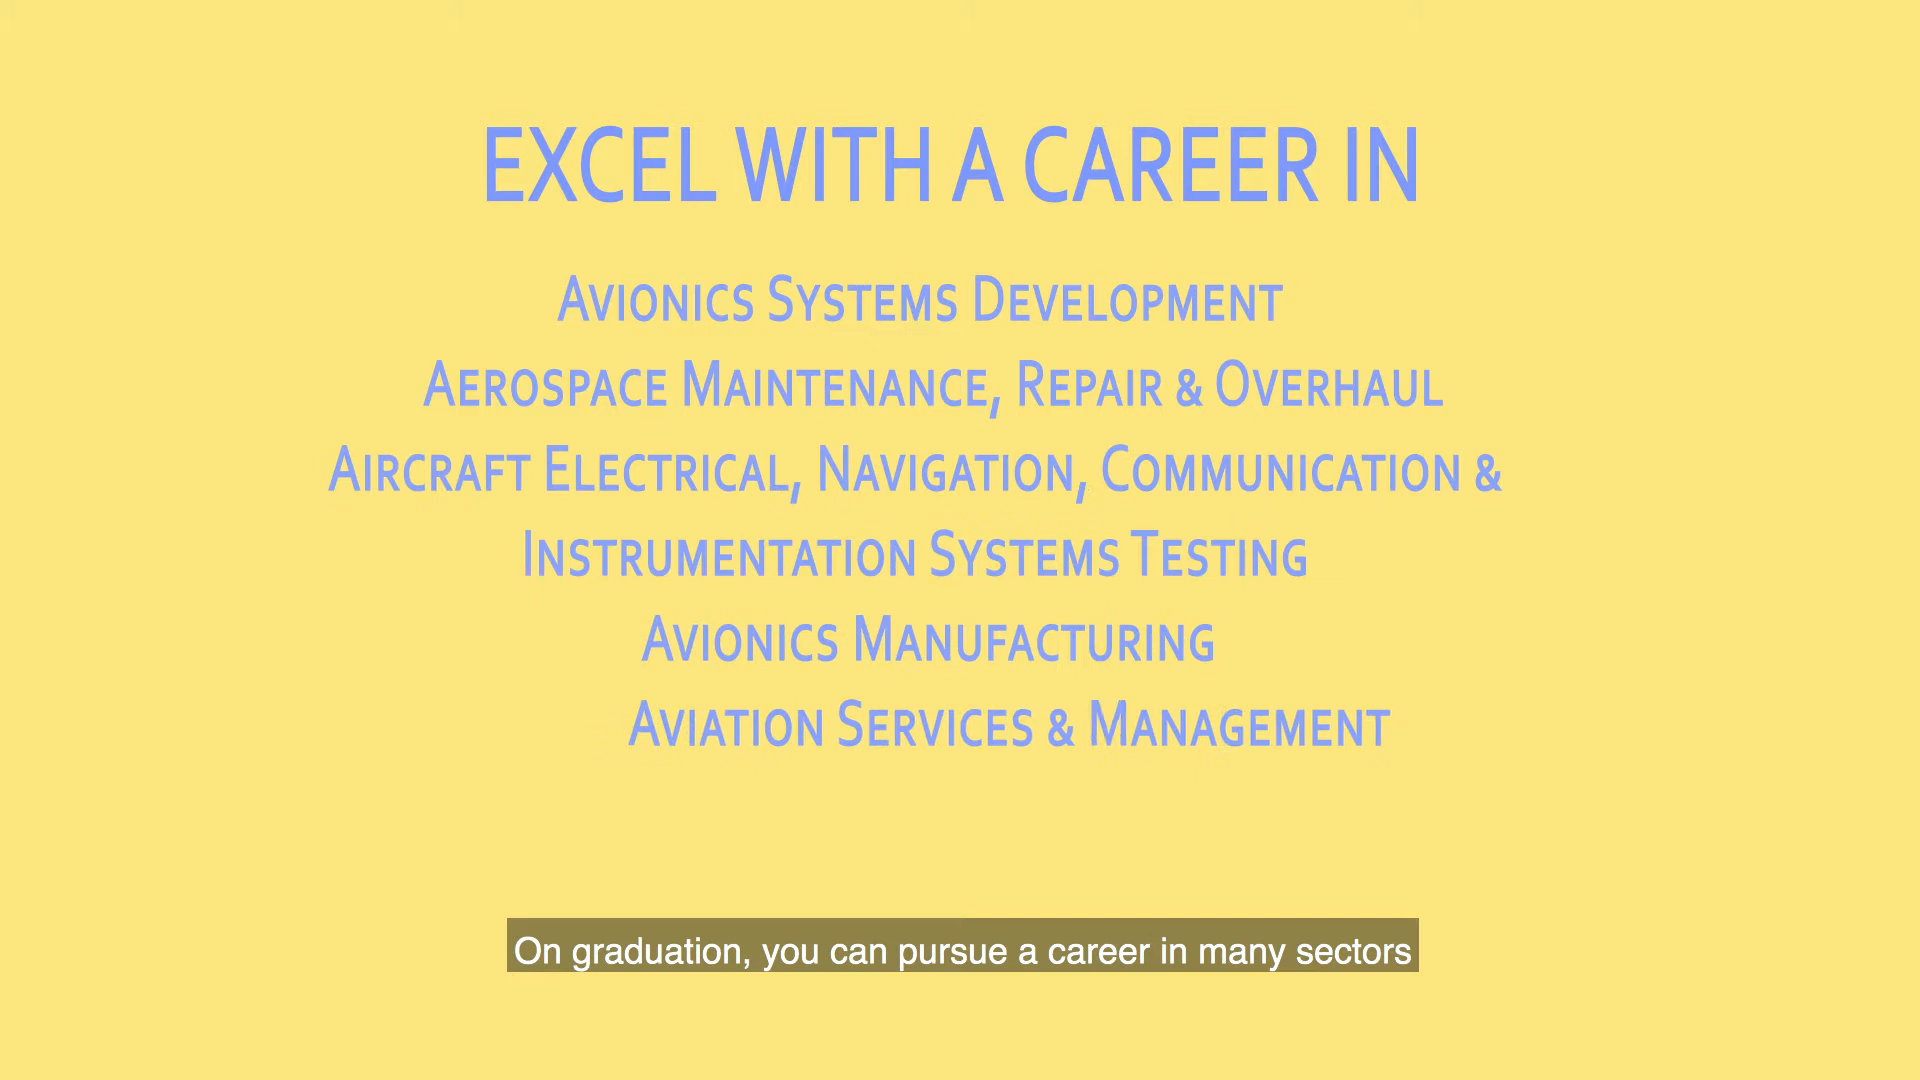 EXCEL WITH A CAREER IN
Avionics Systems Development
Aerospace Maintenance, Repair & Overhaul
Aircraft Electrical, Navigation, Communication &
Instrumentation Systems Testing
Avionics Manufacturing
Aviation Services & Management
On graduation, you can pursue a career in many sectors